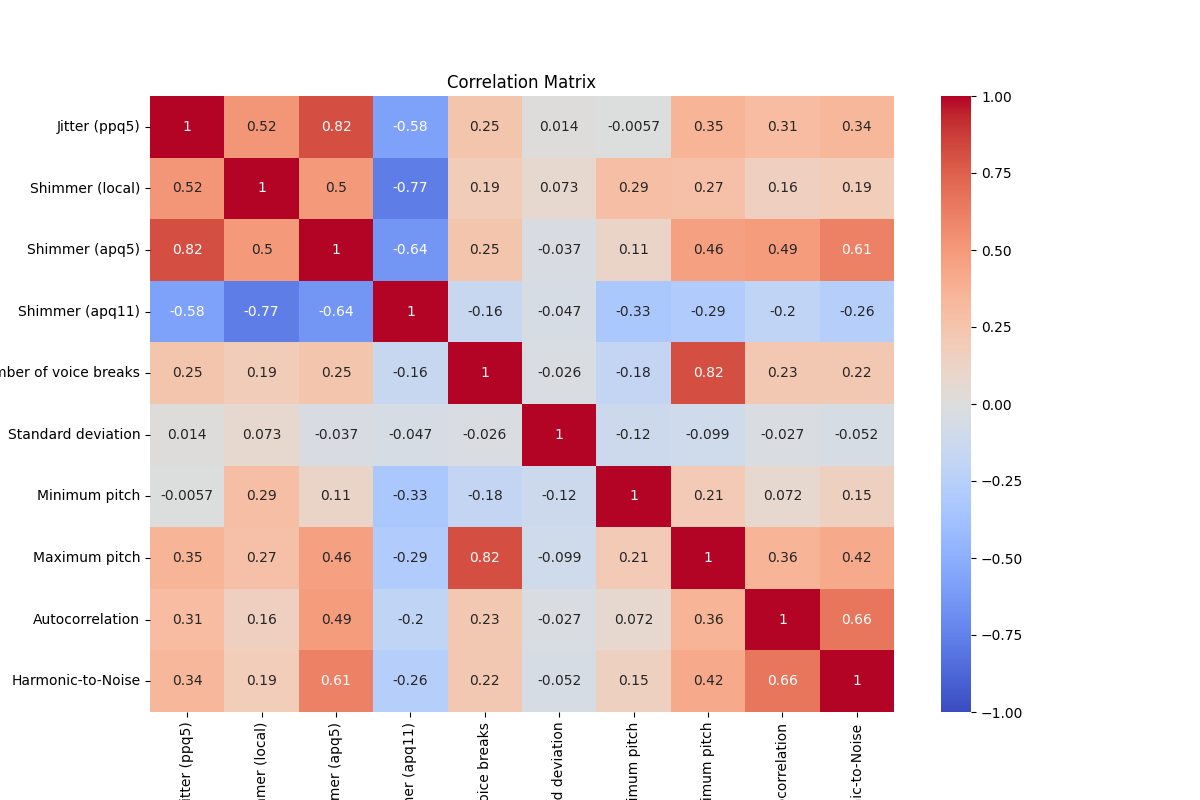 Correlation Matrix
Jitter (ppq5) 1 0.52 0.82 -0.58 0.25 0.014 -0.0057 0.35 0.31 0.34
Shimmer (local) 0.52 1 0.5 -0.77 0.19 0.073 0.29 0.27 0.16 0.19
Shimmer (apq5) 0.82 0.5 1 -0.64 0.25 -0.037 0.11 0.46 0.49 0.61
Shimmer (apq11) -0.58 -0.77 -0.64 1 -0.16 -0.047 -0.33 -0.29 -0.2 -0.26
mber of voice breaks 0.25 0.19 0.25 -0.16 1 -0.026 -0.18 0.82 0.23 0.22
Standard deviation 0.014 0.073 -0.037 -0.047 -0.026 1 -0.12 -0.099 -0.027 -0.052
Minimum pitch -0.0057 0.29 0.11 -0.33 -0.18 -0.12 1 0.21 0.072 0.15
Maximum pitch 0.35 0.27 0.46 -0.29 0.82 -0.099 0.21 1 0.36 0.42
Autocorrelation 0.31 0.16 0.49 -0.2 0.23 -0.027 0.072 0.36 1 0.66
Harmonic-to-Noise 0.34 0.19 0.61 -0.26 0.22 -0.052 0.15 0.42 0.66 1
itter (ppq5)
mmer (local)
mer (apq5)
ner (apq11)
oice breaks
d deviation
imum pitch
imum pitch
ocorrelation
ic-to-Noise
1.00
0.75
0.50
0.25
0.00
−0.25
−0.50
−0.75
−1.00